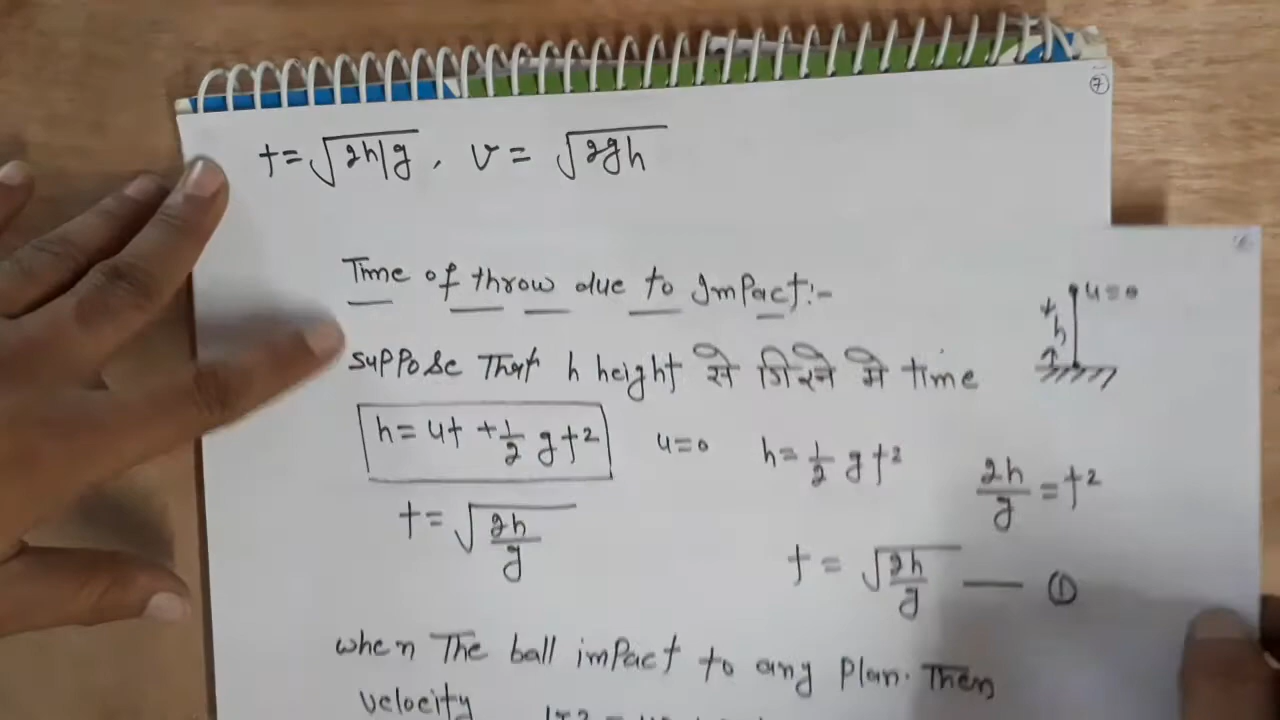 ⑦
t = √2h/g , v = √2gh
Time of throw due to Impact:-
u = 0
h
suppose That h height से गिरने मे time
h = ut + 1/2 gt²    u = 0    h = 1/2 gt²    2h/g = t²
t = √2h/g    t = √2h/g — ①
when The ball impact to any plan. Then
velocity